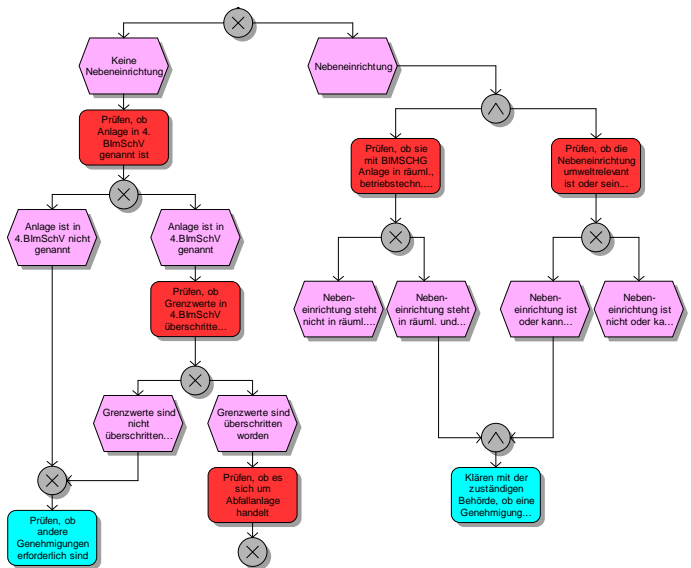 Keine
Nebeneinrichtung
Nebeneinrichtung
Prüfen, ob
Anlage in 4.
BImSchV
genannt ist
Prüfen, ob sie
mit BIMSCHG
Anlage in räuml.,
betriebstechn....
Prüfen, ob die
Nebeneinrichtung
umweltrelevant
ist oder sein...
Anlage ist in
4.BImSchV nicht
genannt
Anlage ist in
4.BImSchV
genannt
Prüfen, ob
Grenzwerte in
4.BImSchV
überschritte...
Neben-
einrichtung steht
nicht in räuml....
Neben-
einrichtung steht
in räuml. und...
Neben-
einrichtung ist
oder kann...
Neben-
einrichtung ist
nicht oder ka...
Grenzwerte sind
nicht
überschritten...
Grenzwerte sind
überschritten
worden
Prüfen, ob es
sich um
Abfallanlage
handelt
Klären mit der
zuständigen
Behörde, ob eine
Genehmigung...
Prüfen, ob
andere
Genehmigungen
erforderlich sind